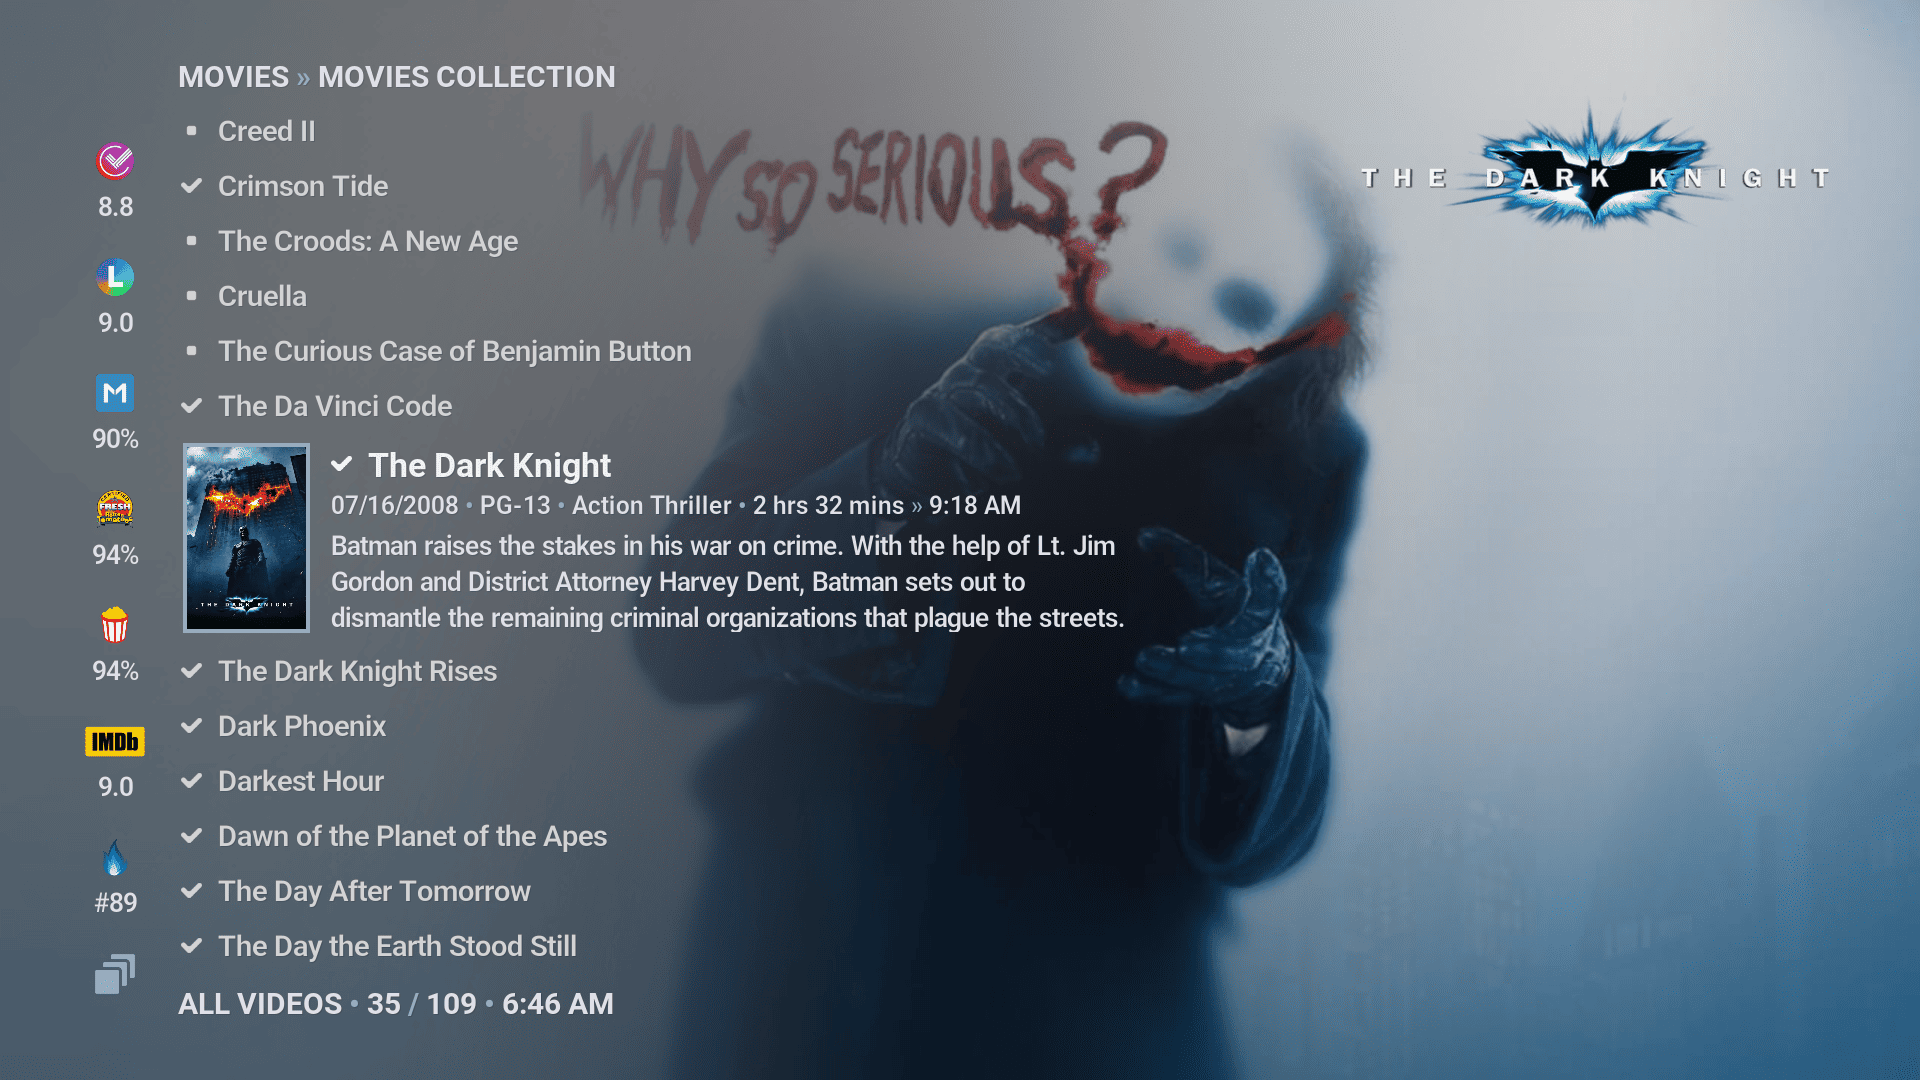 MOVIES » MOVIES COLLECTION
Creed II
Crimson Tide
The Croods: A New Age
Cruella
The Curious Case of Benjamin Button
The Da Vinci Code
The Dark Knight
07/16/2008 • PG-13 • Action Thriller • 2 hrs 32 mins » 9:18 AM
Batman raises the stakes in his war on crime. With the help of Lt. Jim
Gordon and District Attorney Harvey Dent, Batman sets out to
dismantle the remaining criminal organizations that plague the streets.
THE DARK KNIGHT
The Dark Knight Rises
Dark Phoenix
Darkest Hour
Dawn of the Planet of the Apes
The Day After Tomorrow
The Day the Earth Stood Still
ALL VIDEOS • 35 / 109 • 6:46 AM
8.8
L
9.0
M
90%
FRESH
94%
94%
IMDb
9.0
#89
WHY SO SERIOUS?
THE DARK KNIGHT